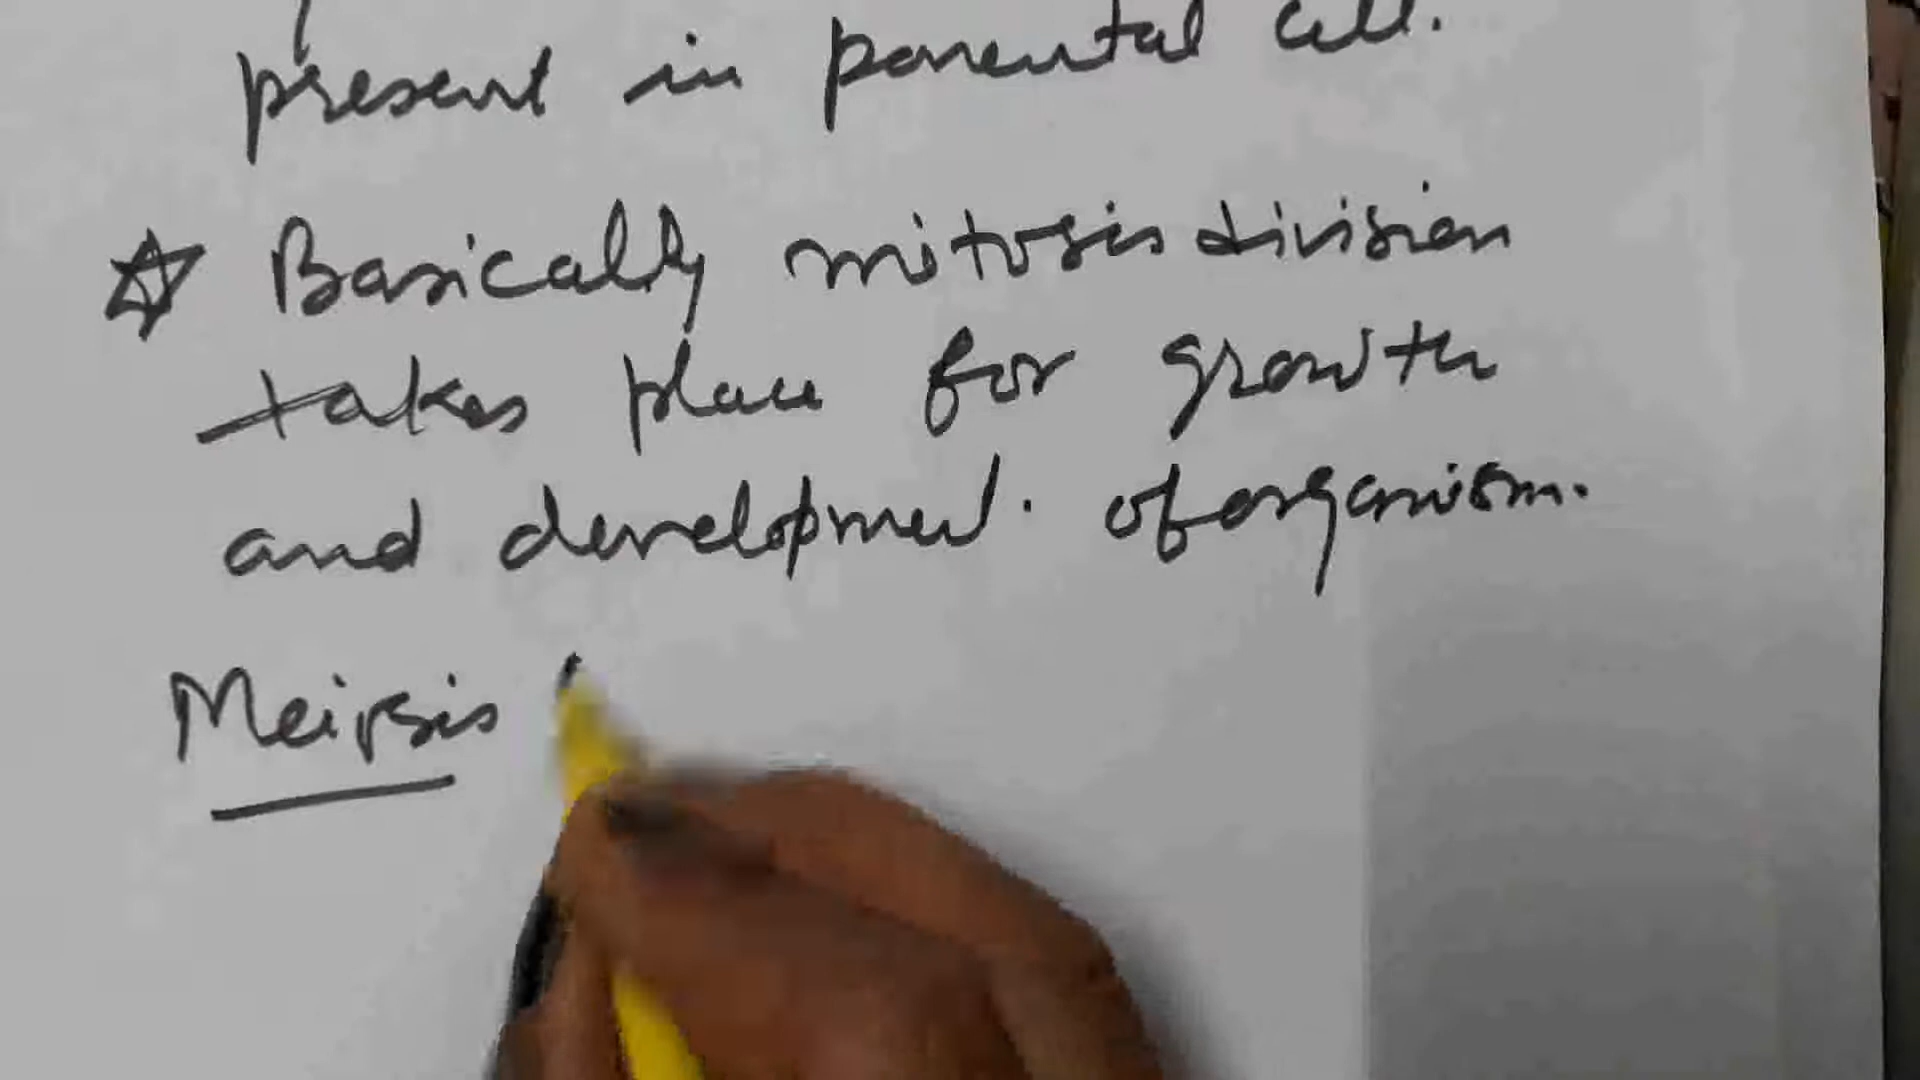 present in parental cell.
☆ Basically mitosis division
takes place for growth
and development. of organism.
Meiosis